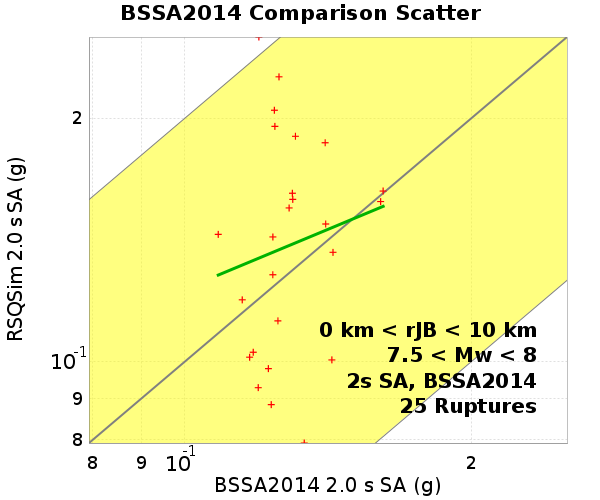 BSSA2014 Comparison Scatter
RSQSim 2.0 s SA (g)
2
10-1
9
8
0 km < rJB < 10 km
7.5 < Mw < 8
2s SA, BSSA2014
25 Ruptures
8 9 10-1 2
BSSA2014 2.0 s SA (g)